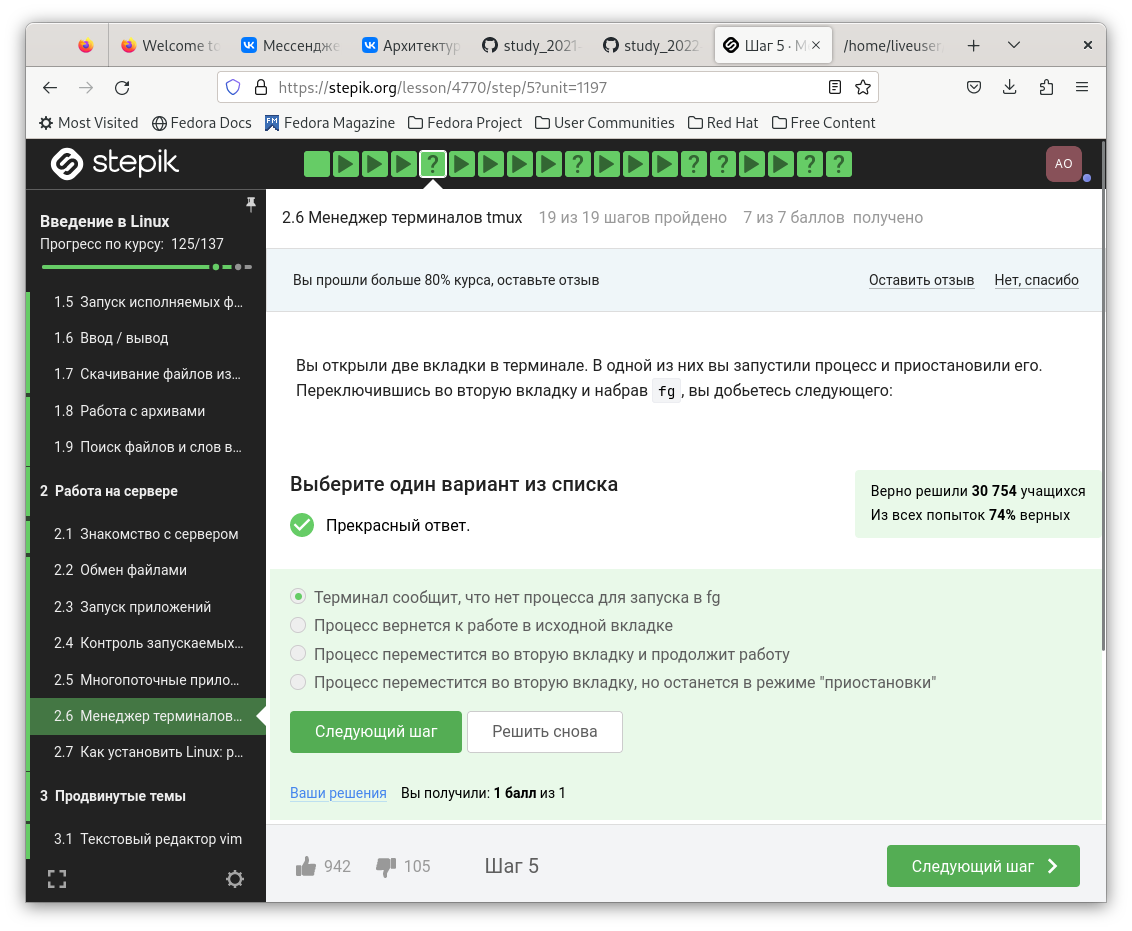 Welcome to
Мессендже
Архитектур
study_2021-
study_2022
Шаг 5 · М
/home/liveuser
https://stepik.org/lesson/4770/step/5?unit=1197
Most Visited
Fedora Docs
Fedora Magazine
Fedora Project
User Communities
Red Hat
Free Content
stepik
AO
Введение в Linux
Прогресс по курсу: 125/137
1.5 Запуск исполняемых ф…
1.6 Ввод / вывод
1.7 Скачивание файлов из…
1.8 Работа с архивами
1.9 Поиск файлов и слов в…
2 Работа на сервере
2.1 Знакомство с сервером
2.2 Обмен файлами
2.3 Запуск приложений
2.4 Контроль запускаемых…
2.5 Многопоточные прило…
2.6 Менеджер терминалов…
2.7 Как установить Linux: р…
3 Продвинутые темы
3.1 Текстовый редактор vim
2.6 Менеджер терминалов tmux 19 из 19 шагов пройдено 7 из 7 баллов получено
Вы прошли больше 80% курса, оставьте отзыв
Оставить отзыв
Нет, спасибо
Вы открыли две вкладки в терминале. В одной из них вы запустили процесс и приостановили его.
Переключившись во вторую вкладку и набрав fg, вы добьетесь следующего:
Выберите один вариант из списка
Прекрасный ответ.
Верно решили 30 754 учащихся
Из всех попыток 74% верных
Терминал сообщит, что нет процесса для запуска в fg
Процесс вернется к работе в исходной вкладке
Процесс переместится во вторую вкладку и продолжит работу
Процесс переместится во вторую вкладку, но останется в режиме "приостановки"
Следующий шаг
Решить снова
Ваши решения Вы получили: 1 балл из 1
942
105
Шаг 5
Следующий шаг